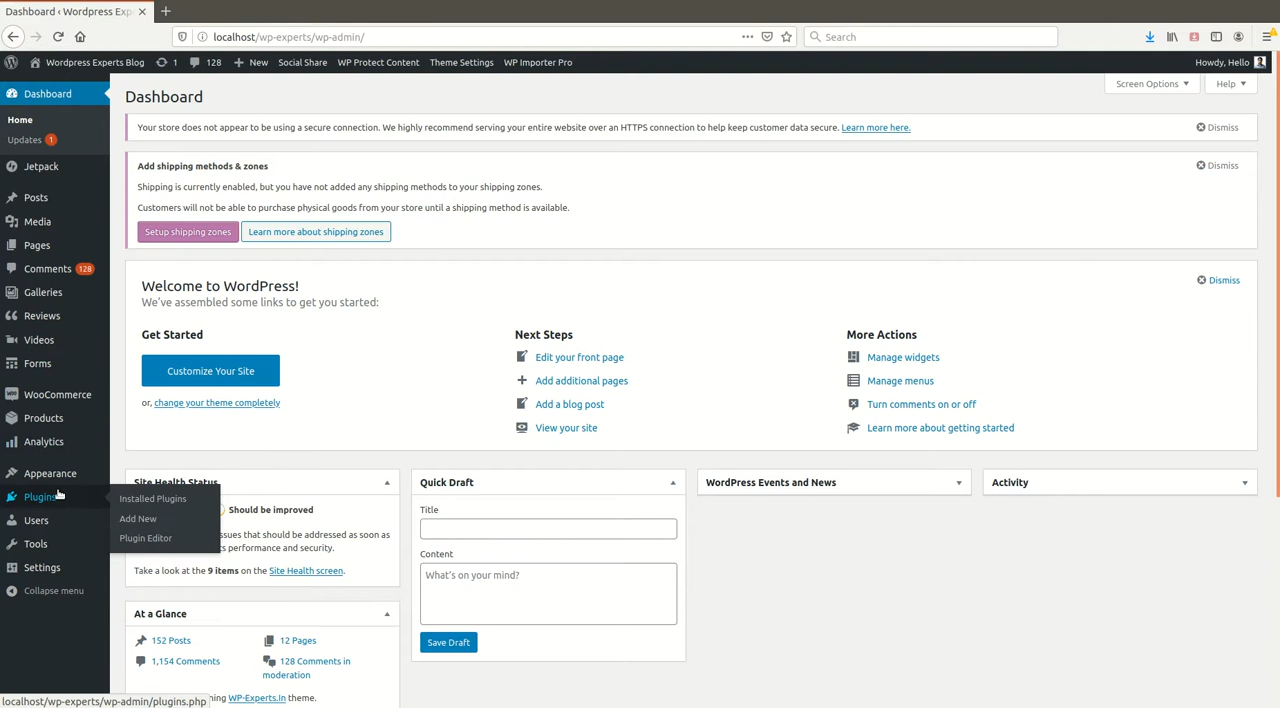 Dashboard ‹ Wordpress Exp
localhost/wp-experts/wp-admin/
Search
Wordpress Experts Blog 1 128 New Social Share WP Protect Content Theme Settings WP Importer Pro Howdy, Hello
Dashboard
Home
Updates 1
Jetpack
Posts
Media
Pages
Comments 128
Galleries
Reviews
Videos
Forms
WooCommerce
Products
Analytics
Appearance
Plugins
Users
Tools
Settings
Collapse menu
Installed Plugins
Add New
Plugin Editor
Screen Options
Help
Dashboard
Your store does not appear to be using a secure connection. We highly recommend serving your entire website over an HTTPS connection to help keep customer data secure. Learn more here.
Dismiss
Add shipping methods & zones
Dismiss
Shipping is currently enabled, but you have not added any shipping methods to your shipping zones.
Customers will not be able to purchase physical goods from your store until a shipping method is available.
Setup shipping zones
Learn more about shipping zones
Welcome to WordPress!
Dismiss
We've assembled some links to get you started:
Get Started
Customize Your Site
or, change your theme completely
Next Steps
Edit your front page
Add additional pages
Add a blog post
View your site
More Actions
Manage widgets
Manage menus
Turn comments on or off
Learn more about getting started
Site Health Status
Should be improved
issues that should be addressed as soon as
s performance and security.
Take a look at the 9 items on the Site Health screen.
At a Glance
152 Posts
12 Pages
1,154 Comments
128 Comments in
moderation
ning WP-Experts.In theme.
Quick Draft
Title
Content
What's on your mind?
Save Draft
WordPress Events and News
Activity
localhost/wp-experts/wp-admin/plugins.php